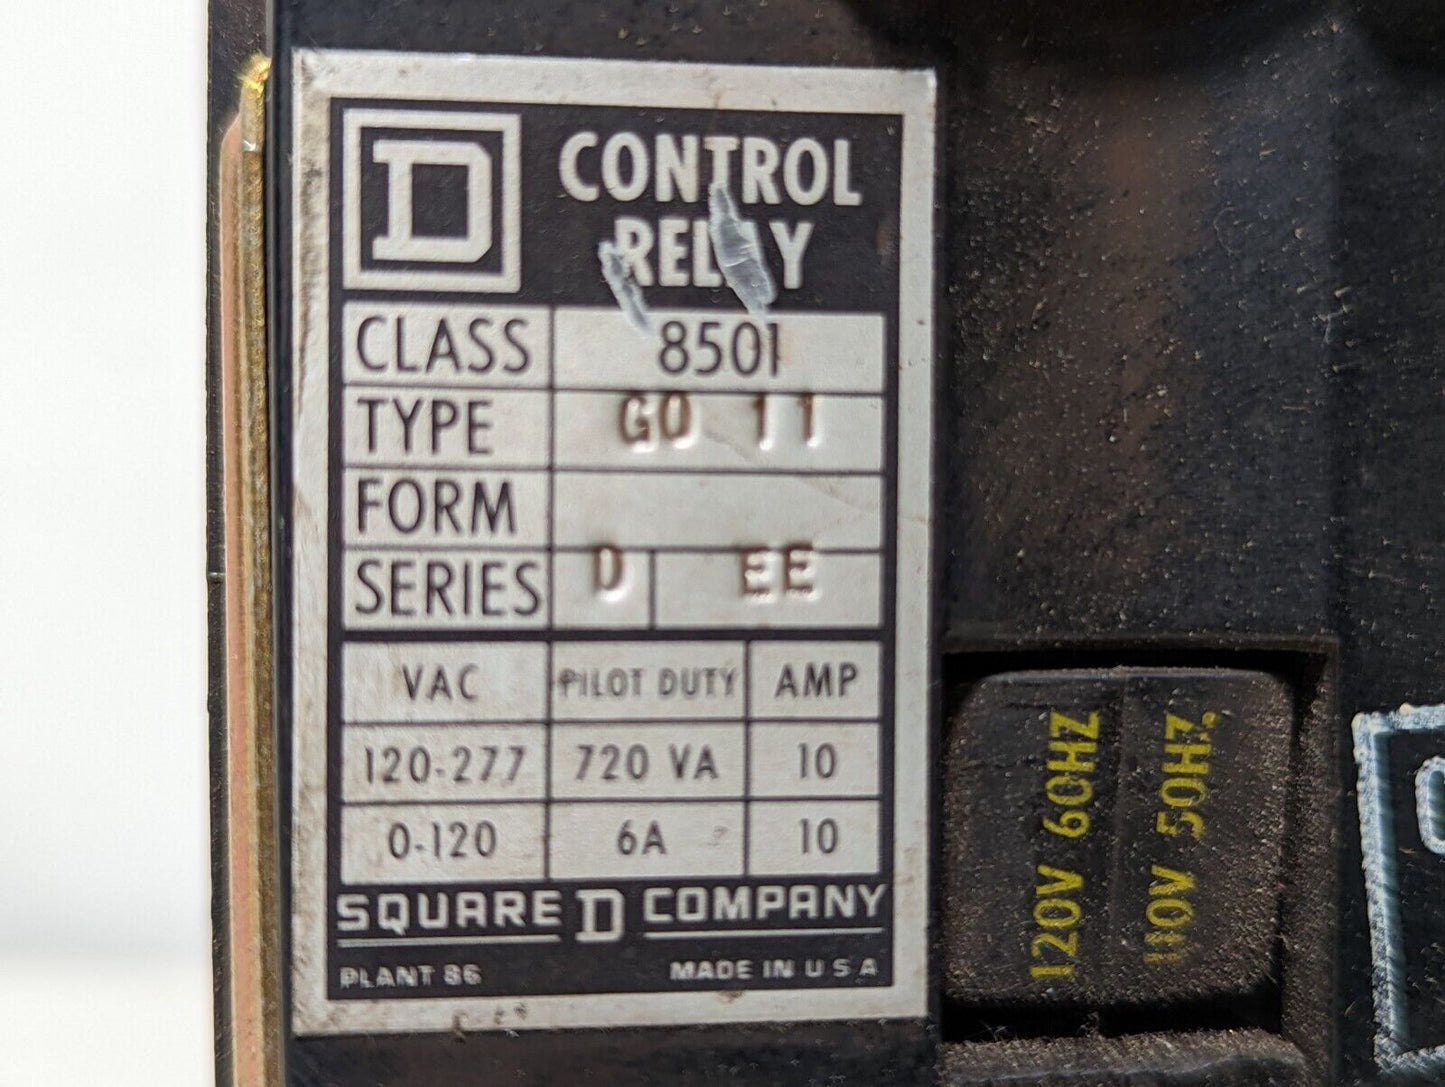 D
CONTROL
RELAY
CLASS 8501
TYPE GO 11
FORM
SERIES D EE
VAC PILOT DUTY AMP
120-277 720 VA 10
0-120 6A 10
SQUARE D COMPANY
PLANT 86 MADE IN U S A
120V 60HZ
110V 50HZ.